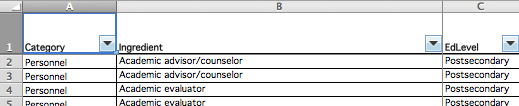 A B C
1 Category Ingredient EdLevel
2 Personnel Academic advisor/counselor Postsecondary
3 Personnel Academic advisor/counselor Postsecondary
4 Personnel Academic evaluator Postsecondary
5 Personnel Academic evaluator Postsecondary